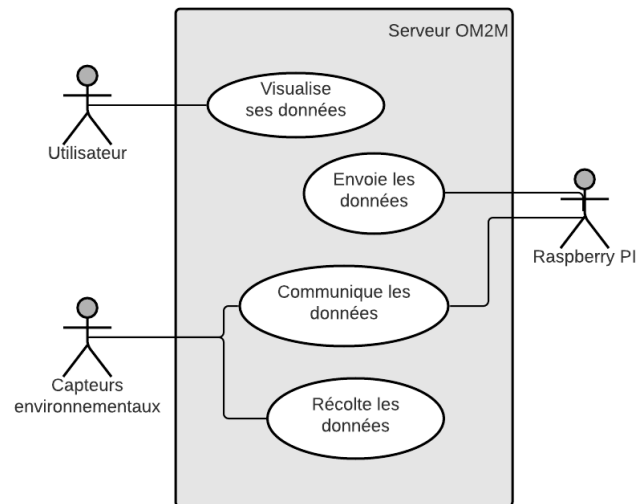 Serveur OM2M
Visualise
ses données
Utilisateur
Envoie les
données
Raspberry PI
Communique les
données
Capteurs
environnementaux
Récolte les
données